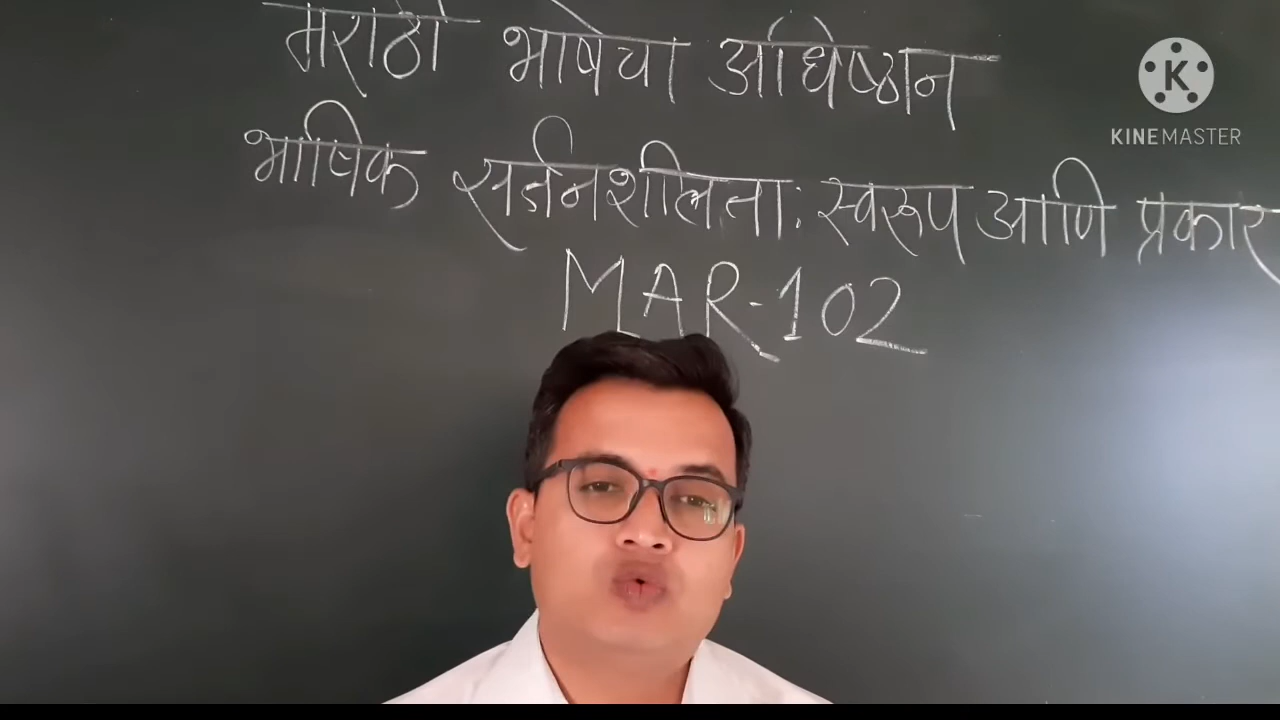 मराठी भाषेचा अधिष्ठान
भाषिक सर्जनशीलता: स्वरूप आणि प्रकार
MAR-102
K
KINEMASTER